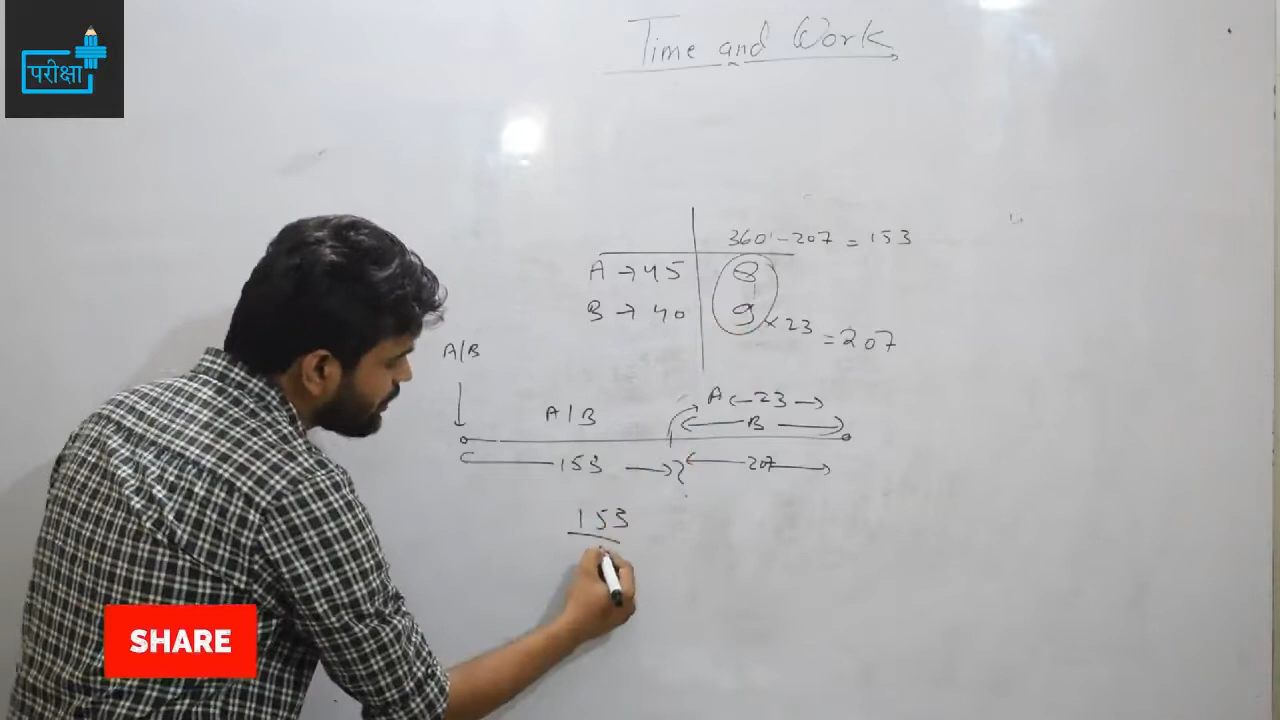 परीक्षा
Time and Work
360 - 207 = 153
A → 45 8
B → 40 9 × 23 = 207
A/B
A/B
A 23
B
153
207
153
SHARE